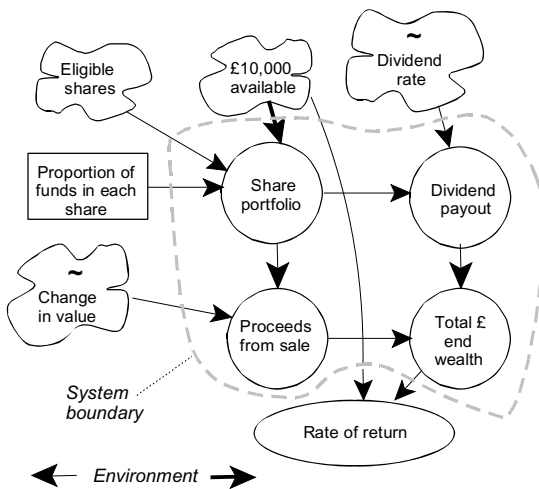 Eligible
shares
£10,000
available
~
Dividend
rate
Proportion of
funds in each
share
Share
portfolio
Dividend
payout
~
Change
in value
Proceeds
from sale
Total £
end
wealth
System
boundary
Rate of return
Environment